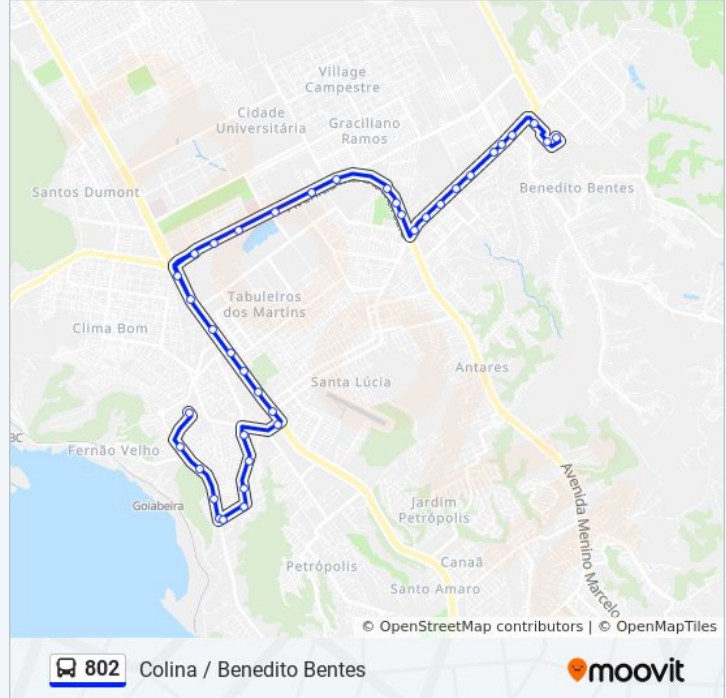 Village
Campestre
Cidade
Universitária
Graciliano
Ramos
Santos Dumont
Benedito Bentes
Tabuleiros
dos Martins
Clima Bom
Antares
Santa Lúcia
Fernão Velho
Goiabeira
Avenida Menino Marcelo
Jardim
Petrópolis
Canaã
Petrópolis
Santo Amaro
© OpenStreetMap contributors | © OpenMapTiles
802 Colina / Benedito Bentes
moovit